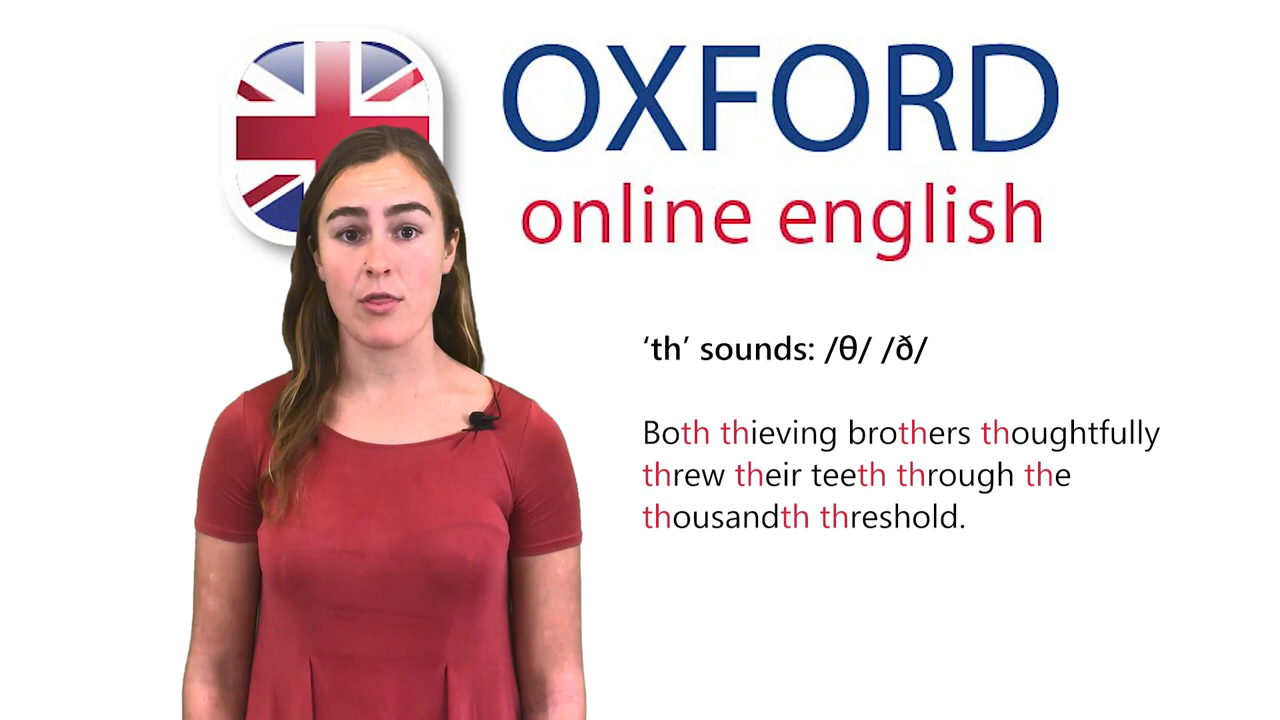 OXFORD
online english
‘th’ sounds: /θ/ /ð/
Both thieving brothers thoughtfully
threw their teeth through the
thousandth threshold.